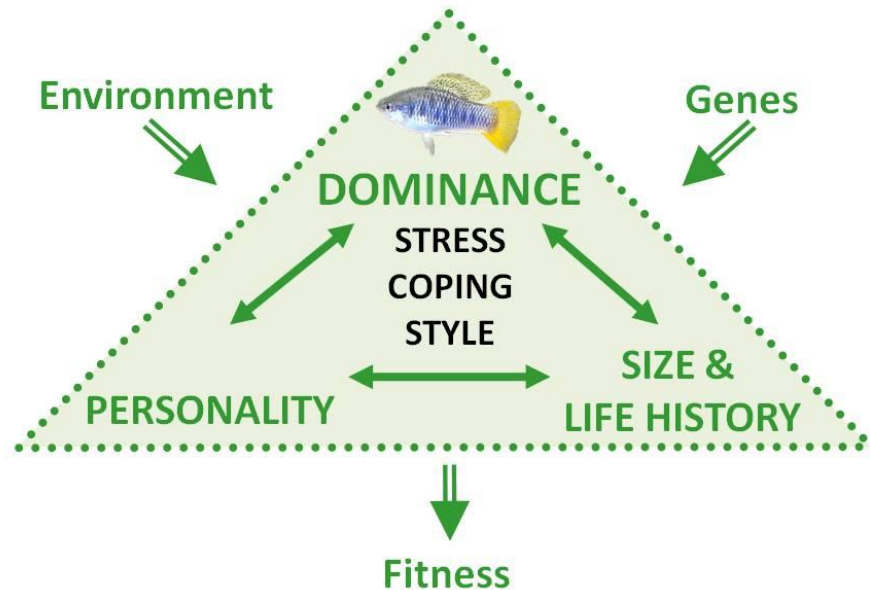 Environment
Genes
DOMINANCE
STRESS
COPING
STYLE
PERSONALITY
SIZE &
LIFE HISTORY
Fitness